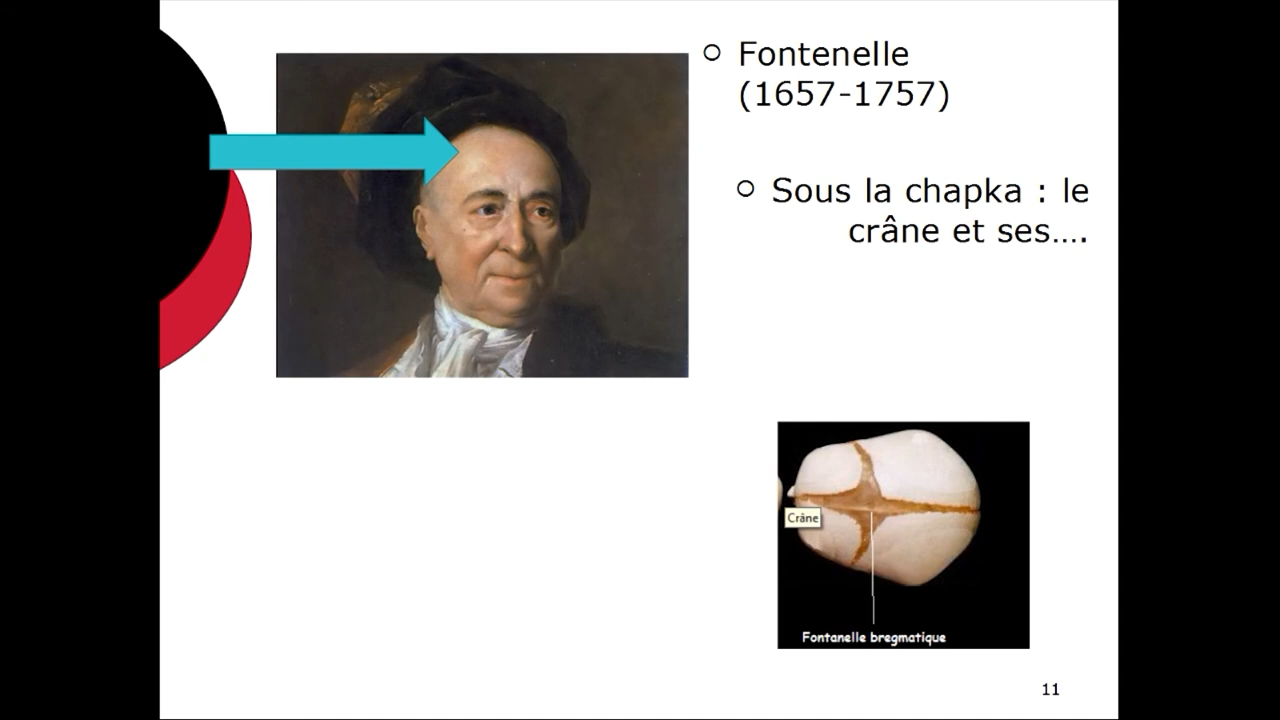 Fontenelle
(1657-1757)
Sous la chapka : le
crâne et ses….
Crâne
Fontanelle bregmatique
11